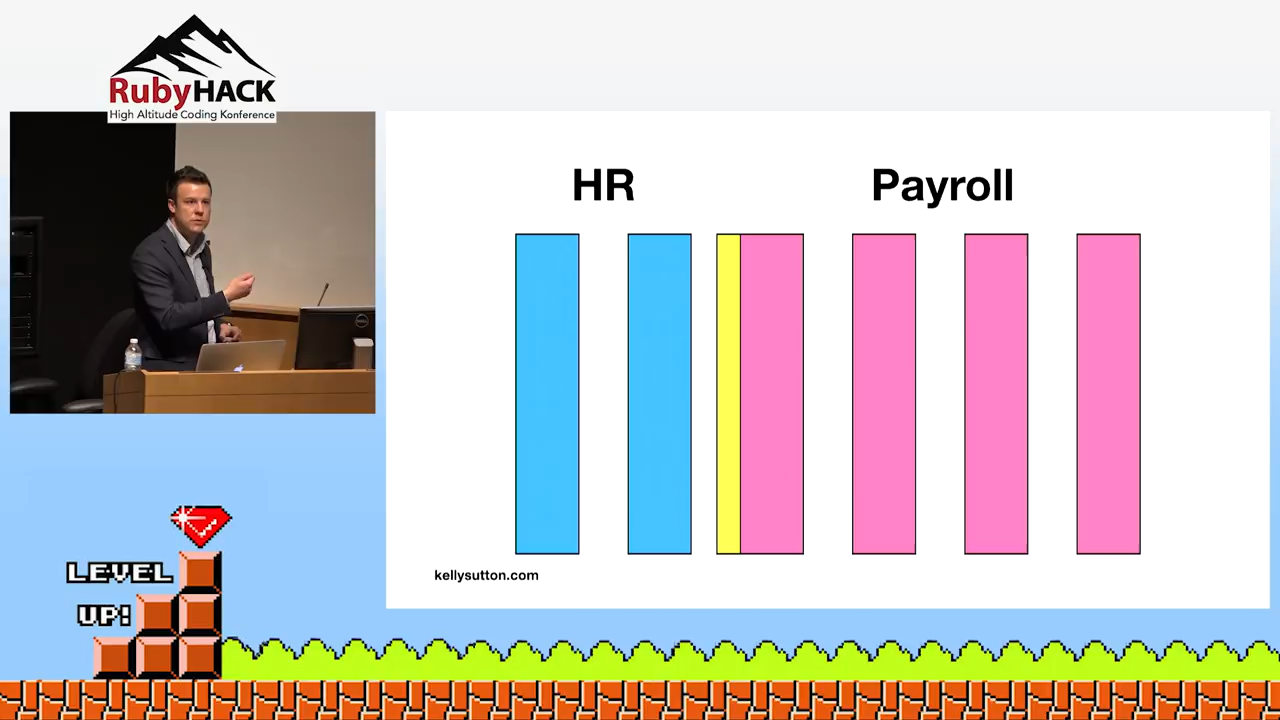 RubyHACK
High Altitude Coding Konference
HR
Payroll
kellysutton.com
LEVEL
UP!